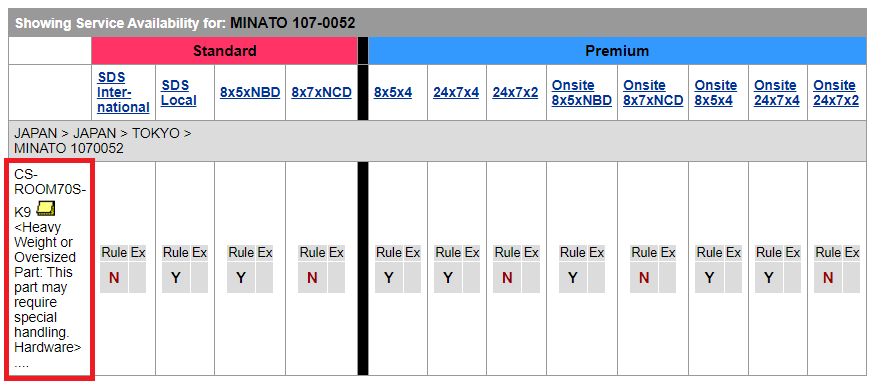 Showing Service Availability for: MINATO 107-0052
Standard
Premium
SDS Inter-national
SDS Local
8x5xNBD
8x7xNCD
8x5x4
24x7x4
24x7x2
Onsite 8x5xNBD
Onsite 8x7xNCD
Onsite 8x5x4
Onsite 24x7x4
Onsite 24x7x2
JAPAN > JAPAN > TOKYO >
MINATO 1070052
CS-
ROOM70S-
K9
<Heavy
Weight or
Oversized
Part: This
part may
require
special
handling.
Hardware>
....
Rule Ex Rule Ex Rule Ex Rule Ex Rule Ex Rule Ex Rule Ex Rule Ex Rule Ex Rule Ex Rule Ex Rule Ex
N Y Y N Y Y N Y N Y Y N